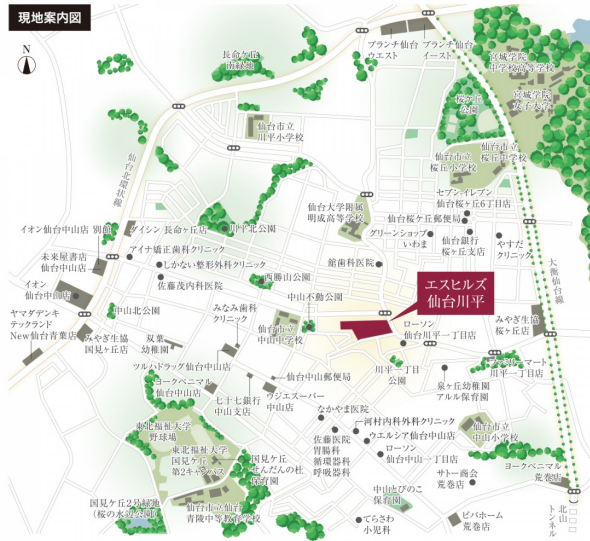 現地案内図
N
長命ケ丘
南緑地
ブランチ仙台
ウエスト
ブランチ仙台
イースト
宮城学院
中学校高等学校
宮城学院
女子大学
桜ケ丘
公園
仙台市立
川平小学校
仙台市立
桜丘中学校
仙台市立
桜丘小学校
仙台北環状線
セブンイレブン
仙台桜ケ丘6丁目店
仙台大学附属
明成高等学校
仙台桜ケ丘郵便局
グリーンショップ
いわま
仙台銀行
桜ケ丘支店
やすだ
クリニック
イオン仙台中山店 別館
ダイシン 長命ケ丘店
川平北公園
未来屋書店
仙台中山店
アイナ矯正歯科クリニック
しかない整形外科クリニック
舘歯科医院
大衡仙台線
イオン
仙台中山店
佐藤茂内科医院
西勝山公園
エスヒルズ
仙台川平
中山不動公園
中山北公園
みなみ歯科
クリニック
ヤマダデンキ
テックランド
New仙台青葉店
みやぎ生協
国見ケ丘店
双葉
幼稚園
仙台市立
中山中学校
みやぎ生協
桜ケ丘店
ローソン
仙台川平一丁目店
ツルハドラッグ仙台中山店
ファミリーマート
川平一丁目店
川平一丁目
公園
ヨークベニマル
仙台中山店
仙台中山郵便局
七十七銀行
中山支店
ウジエスーパー
中山店
泉ケ丘幼稚園
アルル保育園
なかやま医院
河村内科外科クリニック
東北福祉大学
野球場
佐藤医院
胃腸科
循環器科
呼吸器科
ウエルシア仙台中山店
仙台市立
中山小学校
ローソン
仙台中山一丁目店
東北福祉大学
国見ケ丘
第2キャンパス
国見ケ丘
せんだんの杜
保育園
ヨークベニマル
荒巻店
サトー商会
荒巻店
中山とびのこ
保育園
国見ケ丘2号緑地
(桜の水辺公園)
仙台市立仙台
青陵中等教育学校
てらさわ
小児科
ビバホーム
荒巻店
北山
トンネル